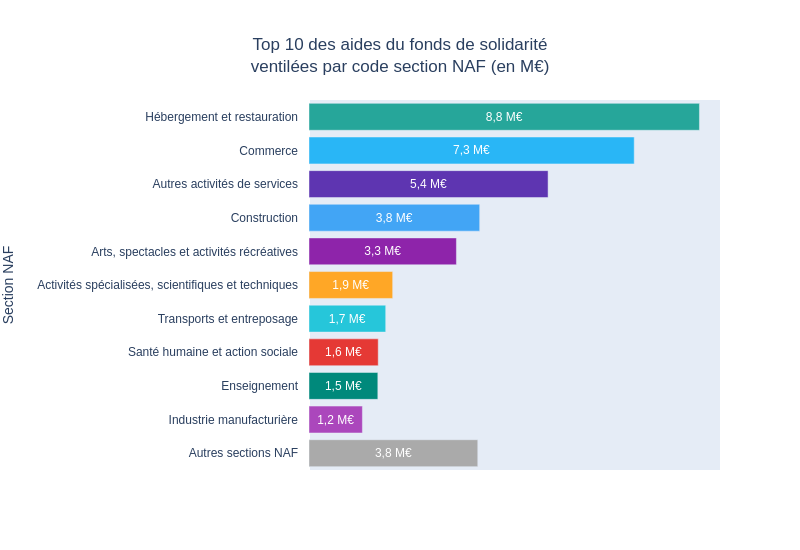 Top 10 des aides du fonds de solidarité
ventilées par code section NAF (en M€)
Section NAF
Hébergement et restauration 8,8 M€
Commerce 7,3 M€
Autres activités de services 5,4 M€
Construction 3,8 M€
Arts, spectacles et activités récréatives 3,3 M€
Activités spécialisées, scientifiques et techniques 1,9 M€
Transports et entreposage 1,7 M€
Santé humaine et action sociale 1,6 M€
Enseignement 1,5 M€
Industrie manufacturière 1,2 M€
Autres sections NAF 3,8 M€